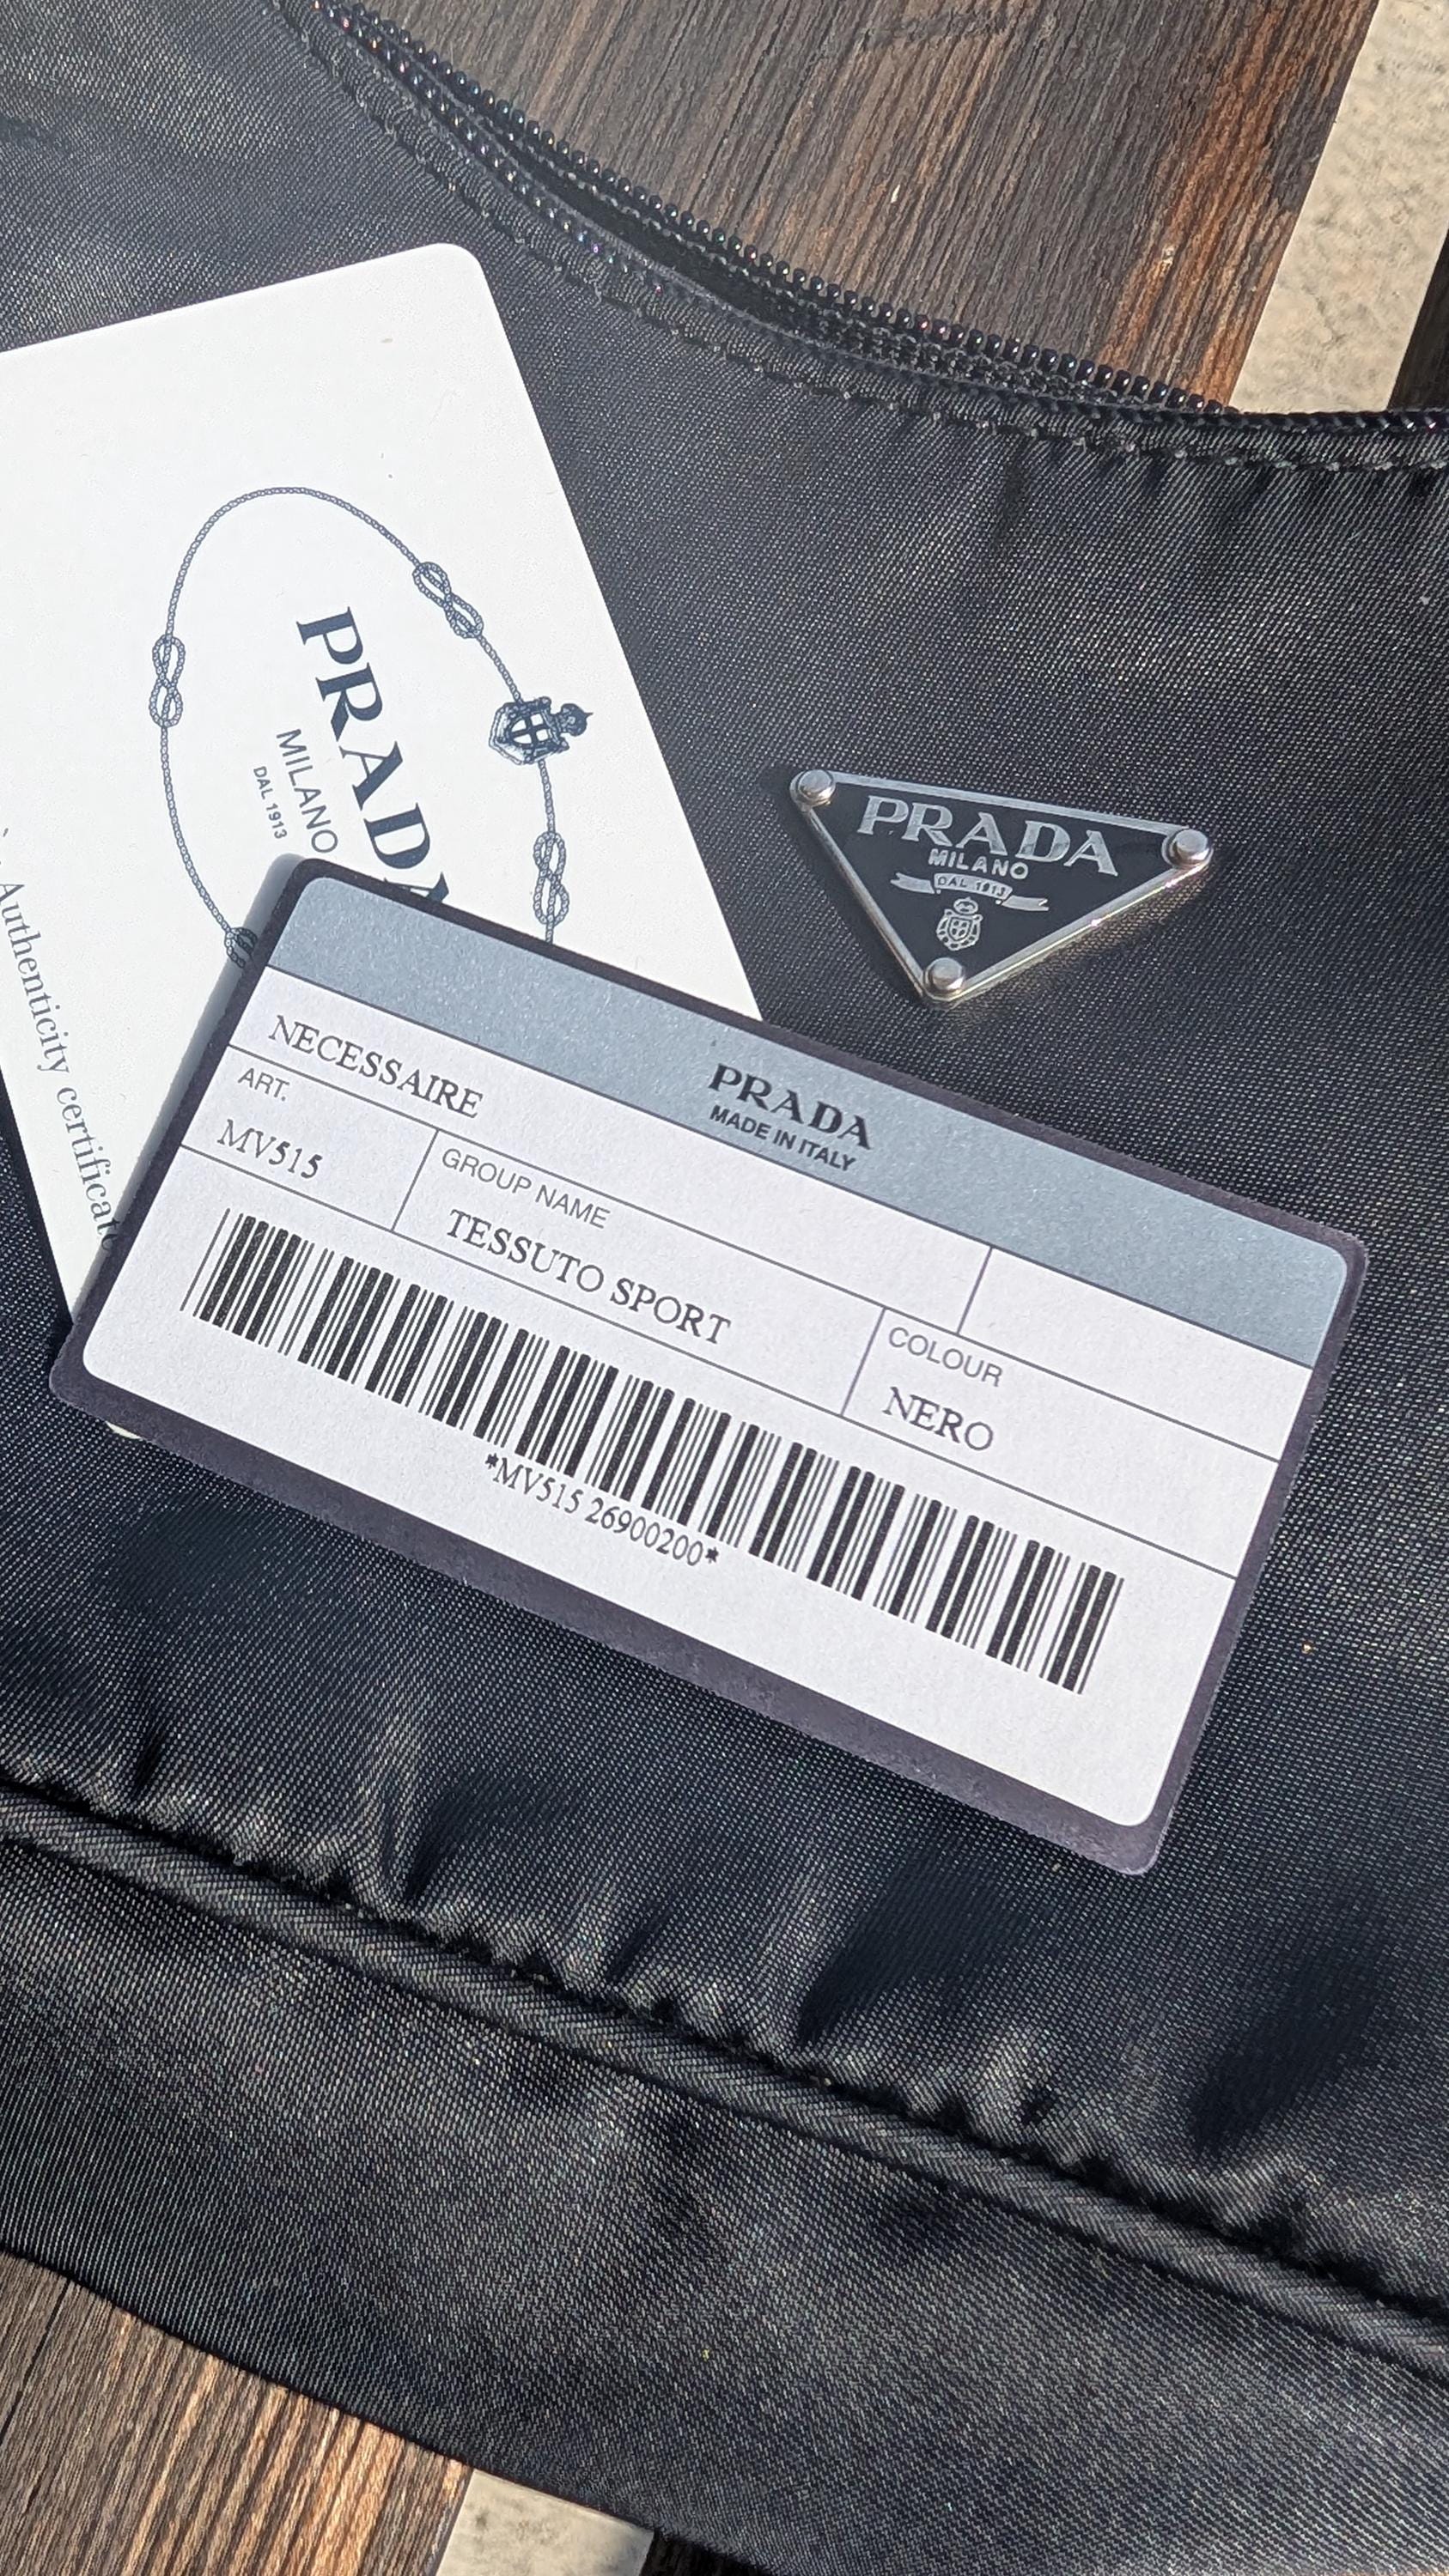 PRADA
MILANO
DAL 1913
Authenticity certificate
PRADA
MILANO
DAL 1913
PRADA
MADE IN ITALY
NECESSAIRE
ART.
MV515
GROUP NAME
TESSUTO SPORT
COLOUR
NERO
*MV515 26900200*